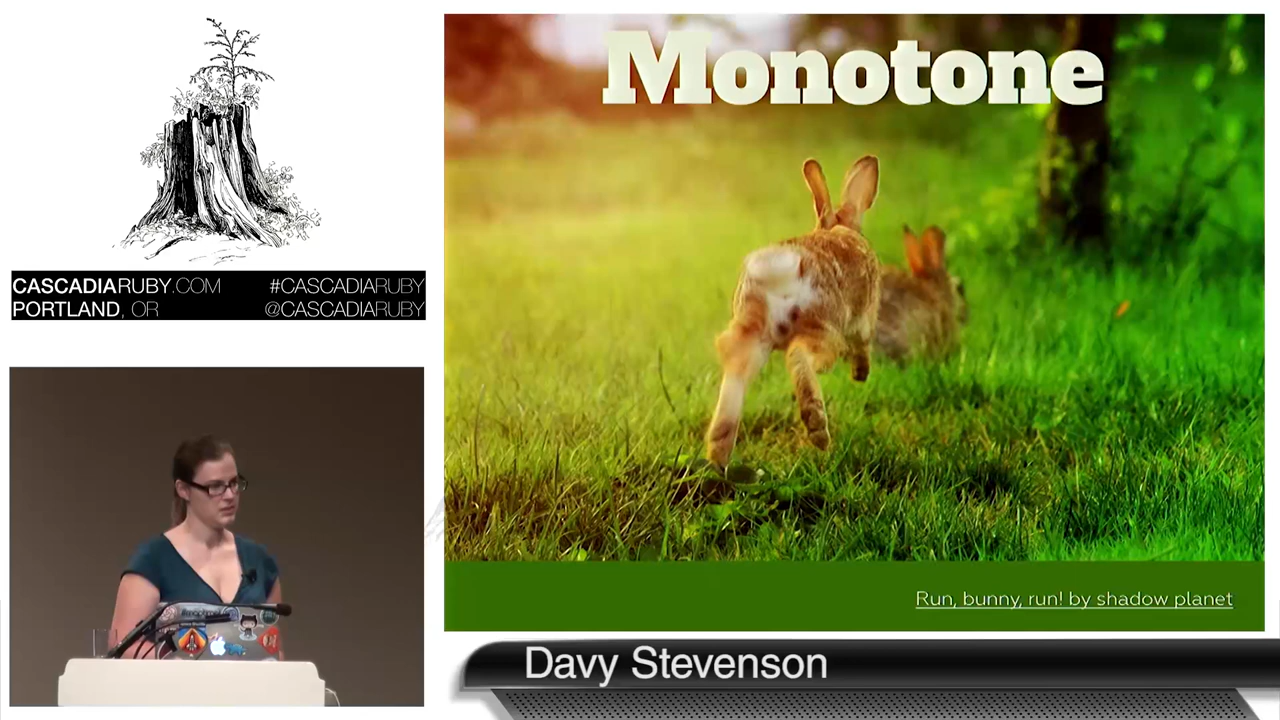 Monotone
CASCADIARUBY.COM #CASCADIARUBY
PORTLAND, OR @CASCADIARUBY
Run, bunny, run! by shadow planet
Davy Stevenson